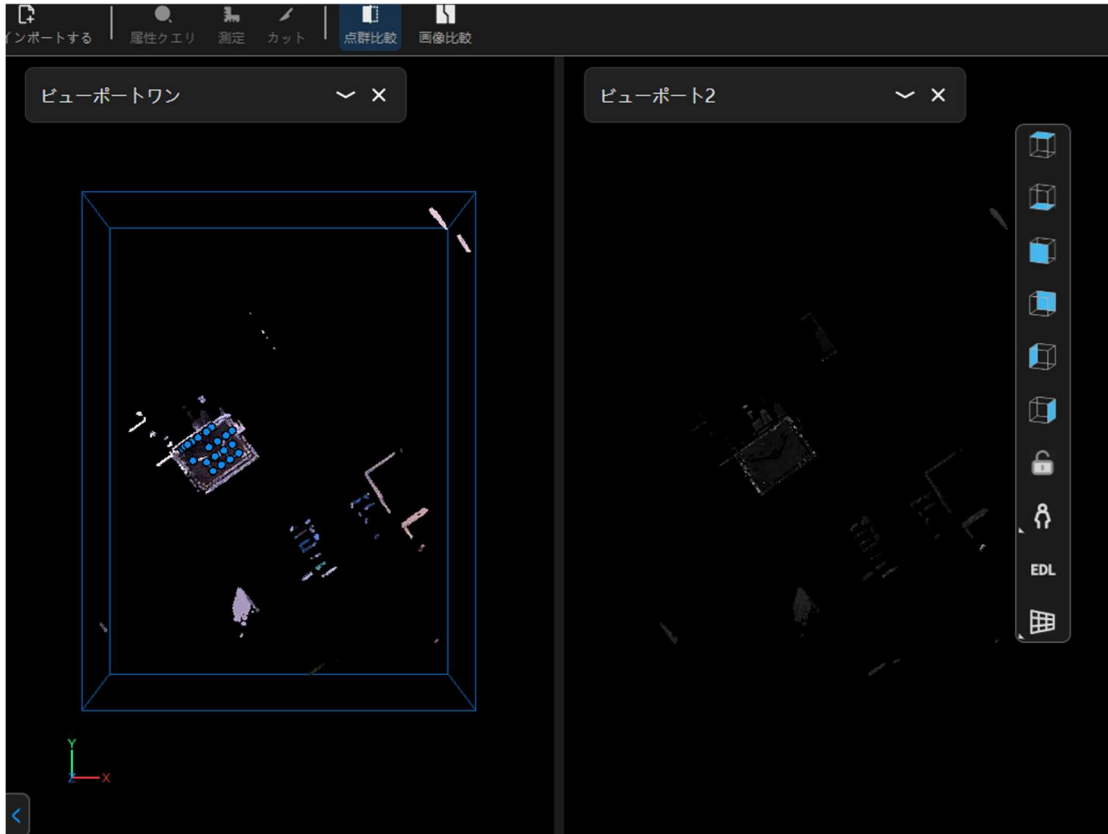 インポートする
属性クエリ
測定
カット
点群比較
画像比較
ビューポートワン
ビューポート2
EDL
Y
Z
X